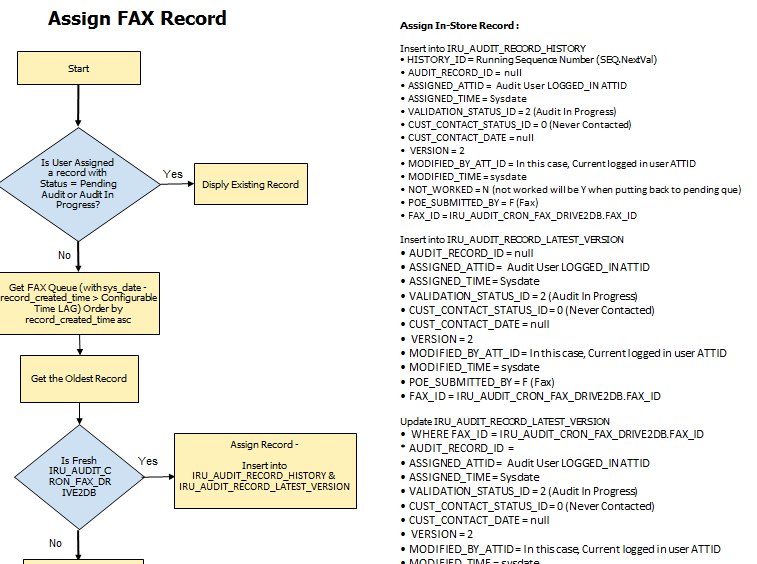 Assign FAX Record
Start
Is User Assigned
a record with
Status = Pending
Audit or Audit In
Progress?
Yes
Disply Existing Record
No
Get FAX Queue (with sys_date -
record_created_time > Configurable
Time LAG) Order by
record_created_time asc
Get the Oldest Record
Is Fresh
IRU_AUDIT_C
RON_FAX_DR
IVE2DB
Yes
Assign Record -
Insert into
IRU_AUDIT_RECORD_HISTORY &
IRU_AUDIT_RECORD_LATEST_VERSION
No
Assign In-Store Record :
Insert into IRU_AUDIT_RECORD_HISTORY
• HISTORY_ID = Running Sequence Number (SEQ.NextVal)
• AUDIT_RECORD_ID = null
• ASSIGNED_ATTID = Audit User LOGGED_IN ATTID
• ASSIGNED_TIME = Sysdate
• VALIDATION_STATUS_ID = 2 (Audit In Progress)
• CUST_CONTACT_STATUS_ID = 0 (Never Contacted)
• CUST_CONTACT_DATE = null
• VERSION = 2
• MODIFIED_BY_ATT_ID = In this case, Current logged in user ATTID
• MODIFIED_TIME = sysdate
• NOT_WORKED = N (not worked will be Y when putting back to pending que)
• POE_SUBMITTED_BY = F (Fax)
• FAX_ID = IRU_AUDIT_CRON_FAX_DRIVE2DB.FAX_ID
Insert into IRU_AUDIT_RECORD_LATEST_VERSION
• AUDIT_RECORD_ID = null
• ASSIGNED_ATTID = Audit User LOGGED_IN ATTID
• ASSIGNED_TIME = Sysdate
• VALIDATION_STATUS_ID = 2 (Audit In Progress)
• CUST_CONTACT_STATUS_ID = 0 (Never Contacted)
• CUST_CONTACT_DATE = null
• VERSION = 2
• MODIFIED_BY_ATT_ID = In this case, Current logged in user ATTID
• MODIFIED_TIME = sysdate
• POE_SUBMITTED_BY = F (Fax)
• FAX_ID = IRU_AUDIT_CRON_FAX_DRIVE2DB.FAX_ID
Update IRU_AUDIT_RECORD_LATEST_VERSION
• WHERE FAX_ID = IRU_AUDIT_CRON_FAX_DRIVE2DB.FAX_ID
* AUDIT_RECORD_ID =
• ASSIGNED_ATTID = Audit User LOGGED_IN ATTID
• ASSIGNED_TIME = Sysdate
• VALIDATION_STATUS_ID = 2 (Audit In Progress)
• CUST_CONTACT_STATUS_ID = 0 (Never Contacted)
• CUST_CONTACT_DATE = null
• VERSION = 2
• MODIFIED_BY_ATTID = In this case, Current logged in user ATTID
• MODIFIED_TIME = sysdate